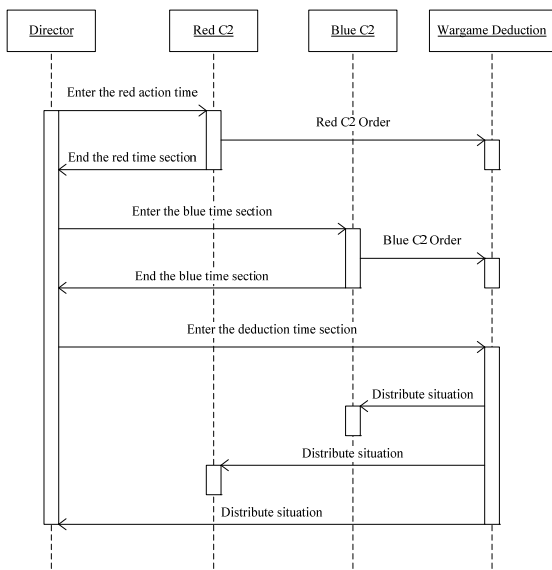 Director
Red C2
Blue C2
Wargame Deduction
Enter the red action time
Red C2 Order
End the red time section
Enter the blue time section
Blue C2 Order
End the blue time section
Enter the deduction time section
Distribute situation
Distribute situation
Distribute situation